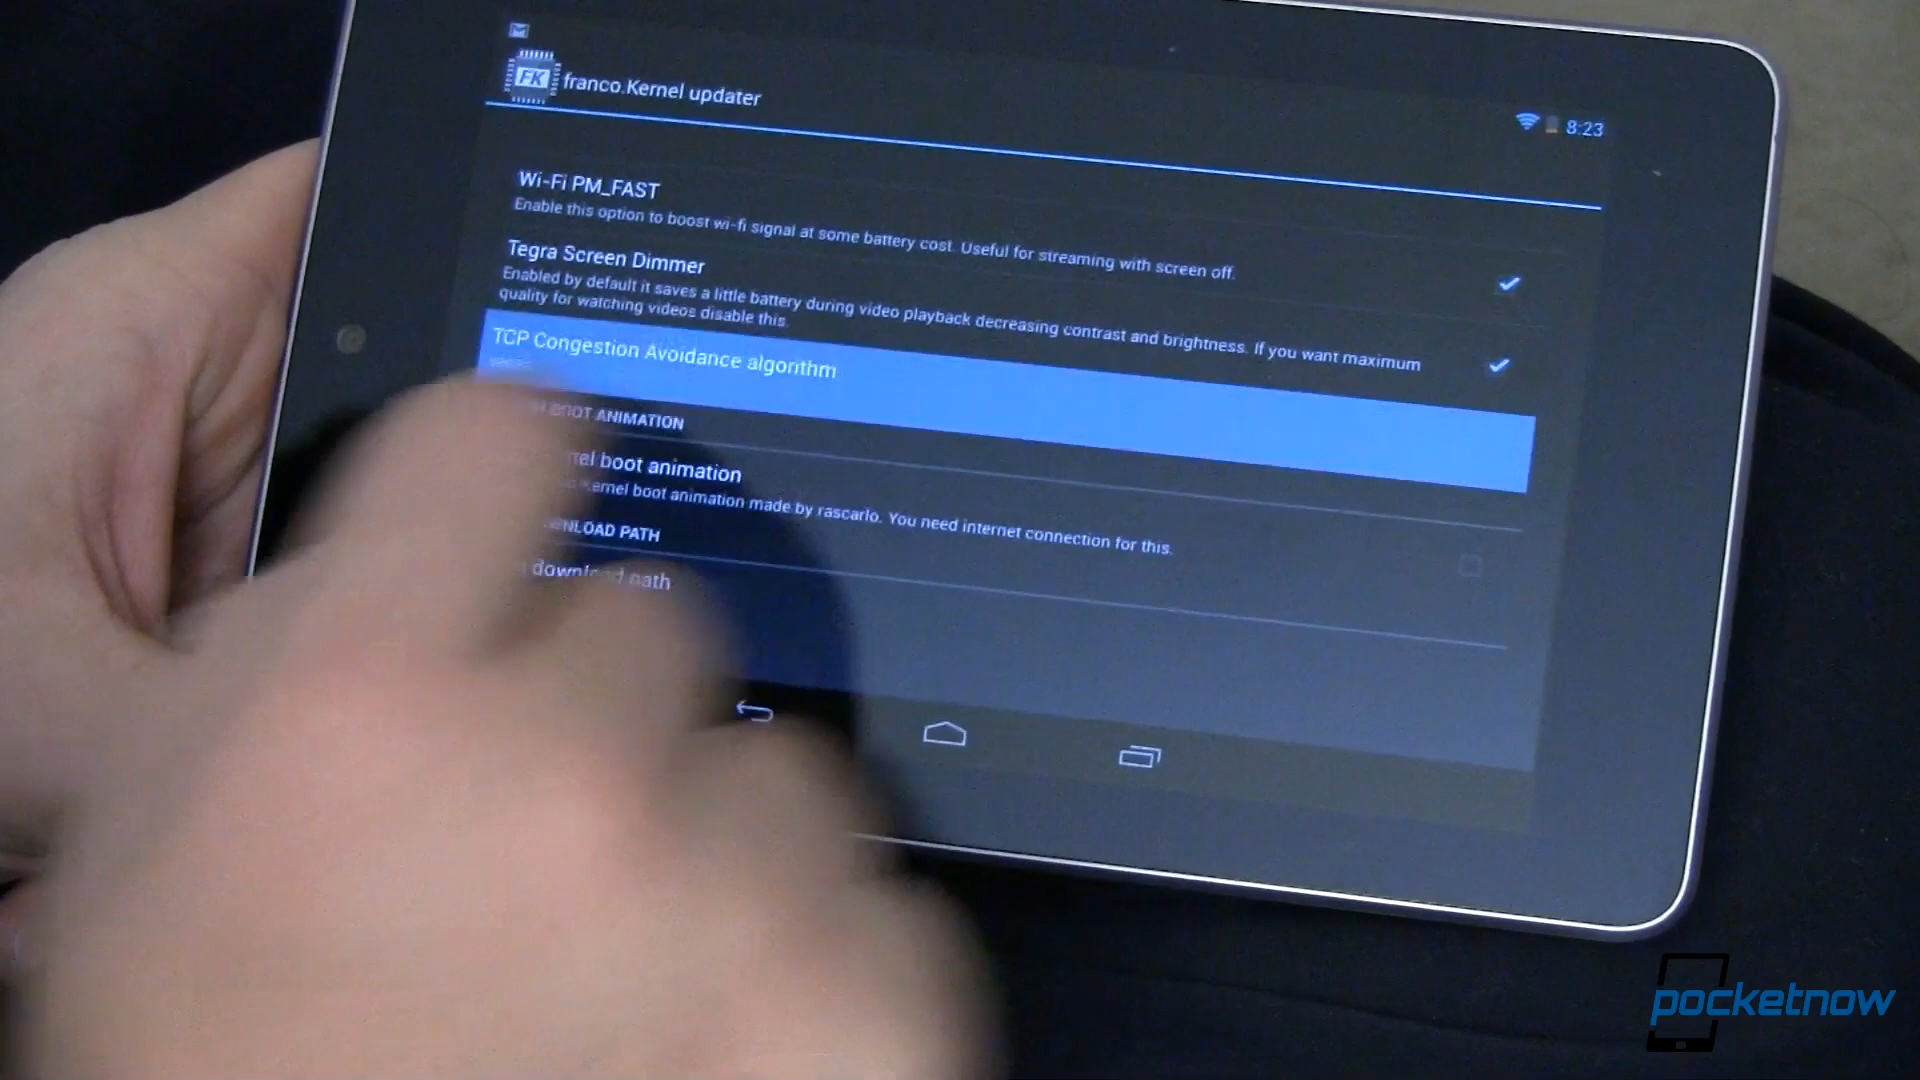 FK franco.Kernel updater
8:23
Wi-Fi PM_FAST
Enable this option to boost wi-fi signal at some battery cost. Useful for streaming with screen off.
Tegra Screen Dimmer
Enabled by default it saves a little battery during video playback decreasing contrast and brightness. If you want maximum
quality for watching videos disable this.
TCP Congestion Avoidance algorithm
BOOT ANIMATION
boot animation
kernel boot animation made by rascarlo. You need internet connection for this.
PATH
download path
pocketnow